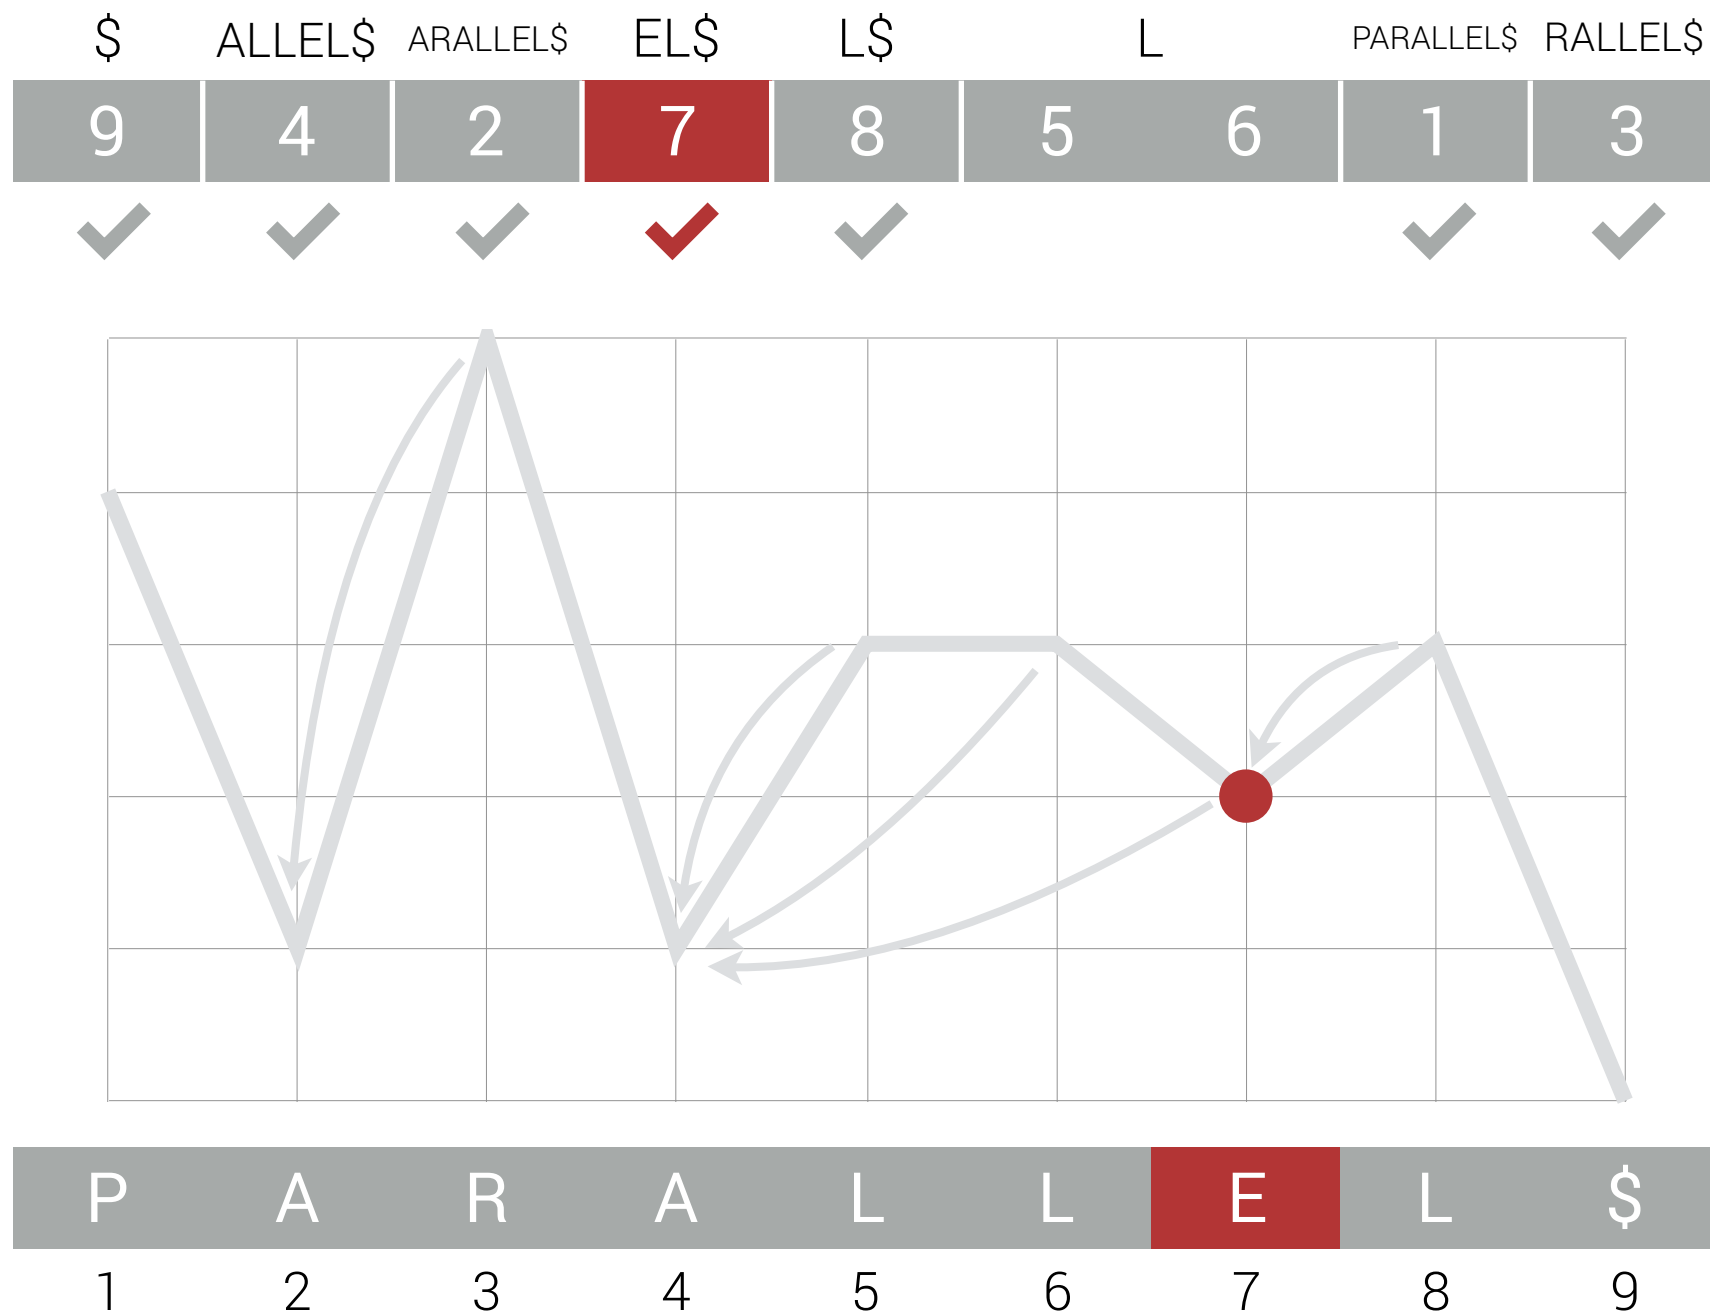 $ ALLEL$ ARALLEL$ EL$ L$ L PARALLEL$ RALLEL$
9 4 2 7 8 5 6 1 3
P A R A L L E L $
1 2 3 4 5 6 7 8 9